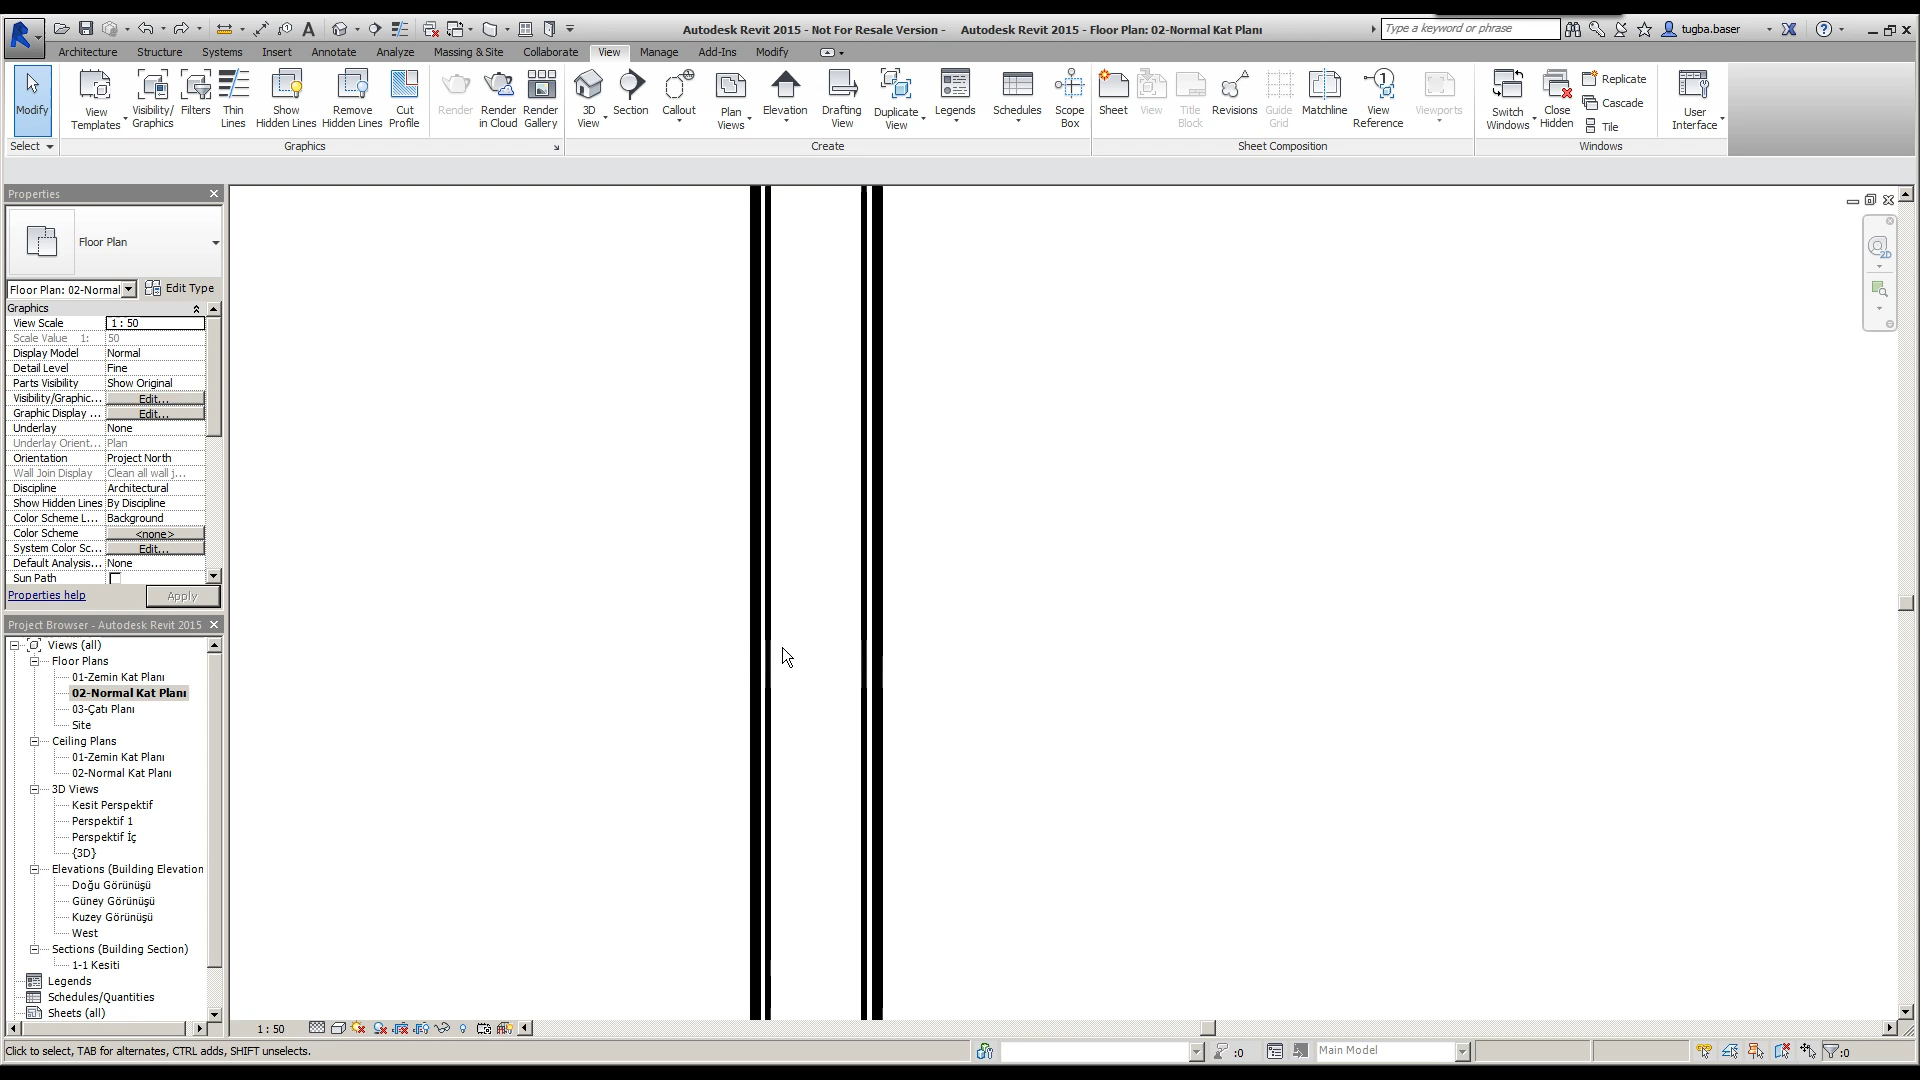 Autodesk Revit 2015 - Not For Resale Version - Autodesk Revit 2015 - Floor Plan: 02-Normal Kat Planı
Type a keyword or phrase
tugba.baser
Architecture Structure Systems Insert Annotate Analyze Massing & Site Collaborate View Manage Add-Ins Modify
Modify
View Templates
Visibility/ Graphics
Filters
Thin Lines
Show Hidden Lines
Remove Hidden Lines
Cut Profile
Render
Render in Cloud
Render Gallery
3D View
Section
Callout
Plan Views
Elevation
Drafting View
Duplicate View
Legends
Schedules
Scope Box
Sheet
View
Title Block
Revisions
Guide Grid
Matchline
View Reference
Viewports
Switch Windows
Close Hidden
Replicate
Cascade
Tile
User Interface
Select Graphics Create Sheet Composition Windows
Properties
Floor Plan
Floor Plan: 02-Normal Edit Type
Graphics
View Scale 1 : 50
Scale Value 1: 50
Display Model Normal
Detail Level Fine
Parts Visibility Show Original
Visibility/Graphic... Edit...
Graphic Display ... Edit...
Underlay None
Underlay Orient... Plan
Orientation Project North
Wall Join Display Clean all wall j...
Discipline Architectural
Show Hidden Lines By Discipline
Color Scheme L... Background
Color Scheme <none>
System Color Sc... Edit...
Default Analysis... None
Sun Path
Properties help Apply
Project Browser - Autodesk Revit 2015
Views (all)
Floor Plans
01-Zemin Kat Planı
02-Normal Kat Planı
03-Çatı Planı
Site
Ceiling Plans
01-Zemin Kat Planı
02-Normal Kat Planı
3D Views
Kesit Perspektif
Perspektif 1
Perspektif İç
{3D}
Elevations (Building Elevation
Doğu Görünüşü
Güney Görünüşü
Kuzey Görünüşü
West
Sections (Building Section)
1-1 Kesiti
Legends
Schedules/Quantities
Sheets (all)
2D
1 : 50
Click to select, TAB for alternates, CTRL adds, SHIFT unselects.
:0
Main Model
:0